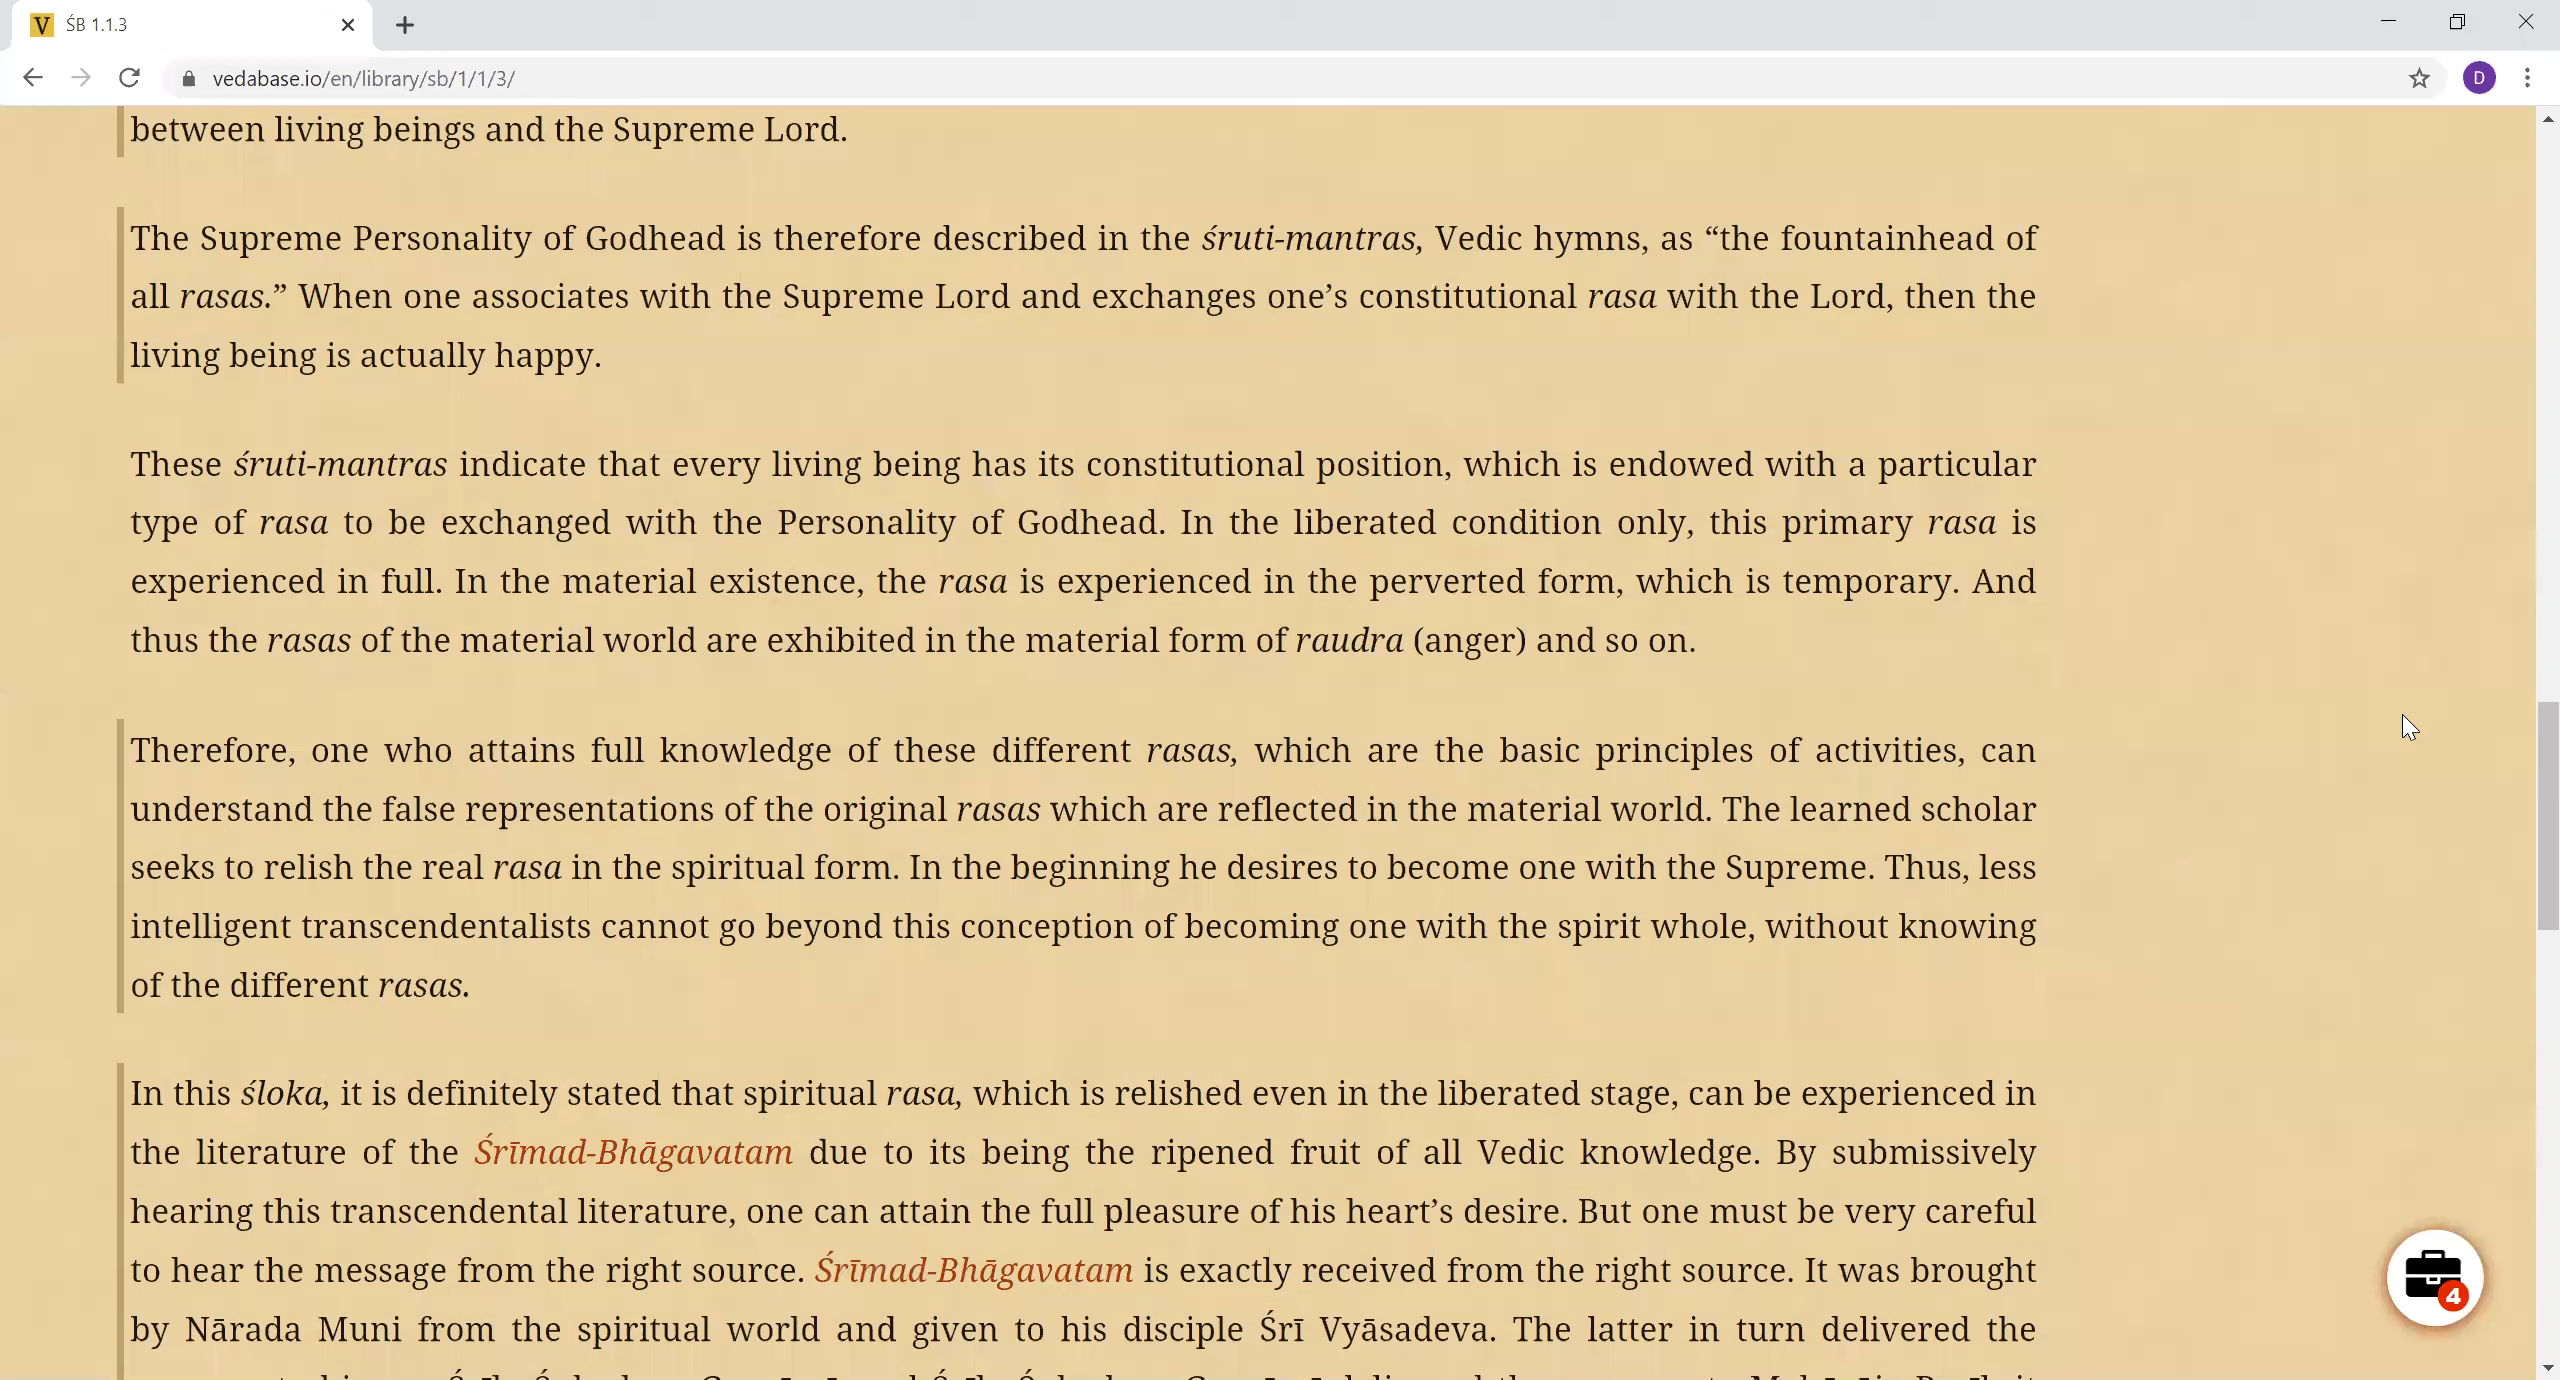 ŚB 1.1.3
vedabase.io/en/library/sb/1/1/3/
D
between living beings and the Supreme Lord.
The Supreme Personality of Godhead is therefore described in the śruti-mantras, Vedic hymns, as “the fountainhead of
all rasas.” When one associates with the Supreme Lord and exchanges one’s constitutional rasa with the Lord, then the
living being is actually happy.
These śruti-mantras indicate that every living being has its constitutional position, which is endowed with a particular
type of rasa to be exchanged with the Personality of Godhead. In the liberated condition only, this primary rasa is
experienced in full. In the material existence, the rasa is experienced in the perverted form, which is temporary. And
thus the rasas of the material world are exhibited in the material form of raudra (anger) and so on.
Therefore, one who attains full knowledge of these different rasas, which are the basic principles of activities, can
understand the false representations of the original rasas which are reflected in the material world. The learned scholar
seeks to relish the real rasa in the spiritual form. In the beginning he desires to become one with the Supreme. Thus, less
intelligent transcendentalists cannot go beyond this conception of becoming one with the spirit whole, without knowing
of the different rasas.
In this śloka, it is definitely stated that spiritual rasa, which is relished even in the liberated stage, can be experienced in
the literature of the Śrīmad-Bhāgavatam due to its being the ripened fruit of all Vedic knowledge. By submissively
hearing this transcendental literature, one can attain the full pleasure of his heart’s desire. But one must be very careful
to hear the message from the right source. Śrīmad-Bhāgavatam is exactly received from the right source. It was brought
4
by Nārada Muni from the spiritual world and given to his disciple Śrī Vyāsadeva. The latter in turn delivered the